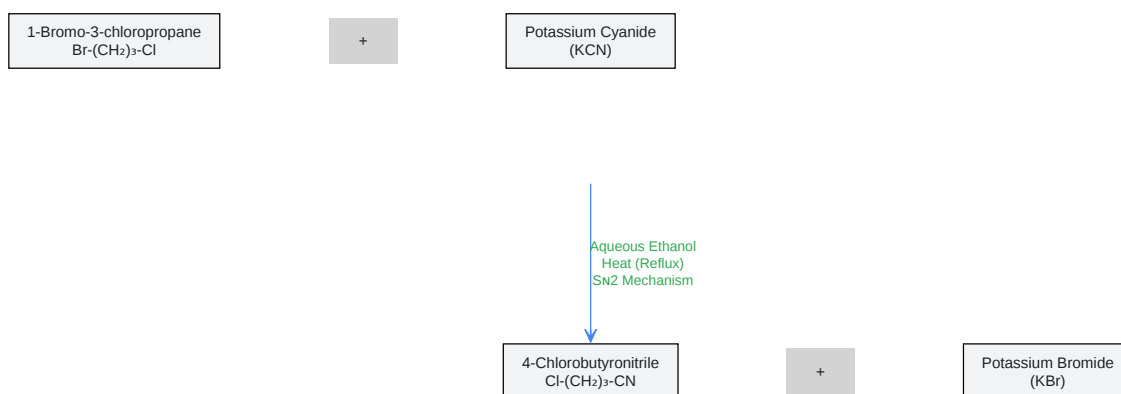 1-Bromo-3-chloropropane
Br-(CH₂)₃-Cl
+
Potassium Cyanide
(KCN)
Aqueous Ethanol
Heat (Reflux)
Sɴ2 Mechanism
4-Chlorobutyronitrile
Cl-(CH₂)₃-CN
+
Potassium Bromide
(KBr)